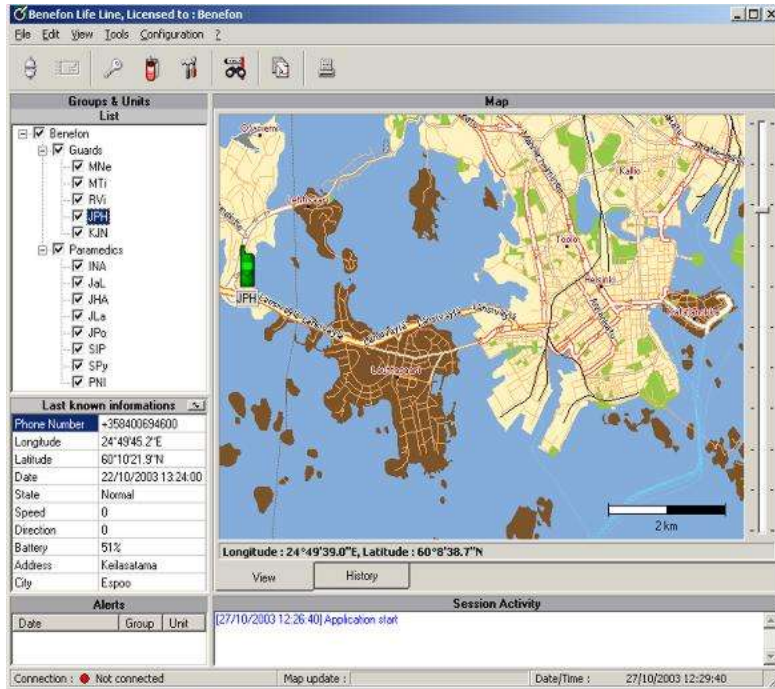 Benefon Life Line, Licensed to : Benefon
File Edit View Tools Configuration ?
Groups & Units
List
Benefon
Guards
MNe
MTi
RVi
JPH
KJN
Paramedics
INA
JaL
JHA
JLa
JPo
SIP
SPy
PNI
Map
Kallio
Töölö
Helsinki
JPH
Länsiväylä Länsiväylä Länsiväylä Länsiväylä
2 km
Longitude : 24°49'39.0"E, Latitude : 60°8'38.7"N
View History
Last known informations
Phone Number +358400694600
Longitude 24°49'45.2"E
Latitude 60°10'21.9"N
Date 22/10/2003 13:24:00
State Normal
Speed 0
Direction 0
Battery 51%
Address Keilasatama
City Espoo
Alerts
Date Group Unit
Session Activity
[27/10/2003 12:26:40] Application start
Connection : Not connected Map update : Date/Time : 27/10/2003 12:29:40